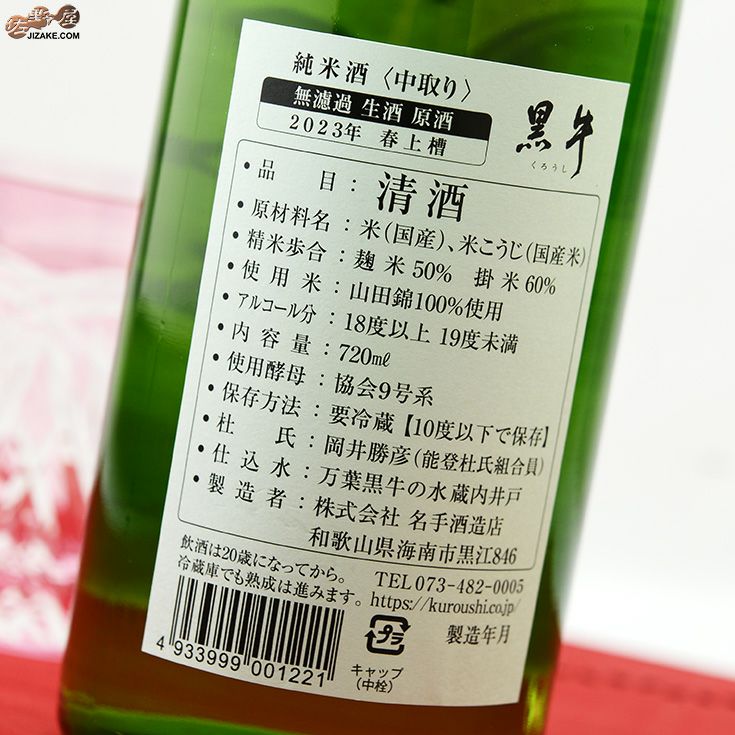 佐野屋
JIZAKE.COM
純米酒〈中取り〉
無濾過 生酒 原酒
2023年 春上槽
黒牛
くろうし
・品目：清酒
・原材料名：米（国産）、米こうじ（国産米）
・精米歩合：麹米50% 掛米60%
・使用米：山田錦100%使用
・アルコール分：18度以上 19度未満
・内容量：720mℓ
・使用酵母：協会9号系
・保存方法：要冷蔵【10度以下で保存】
・杜氏：岡井勝彦（能登杜氏組合員）
・仕込水：万葉黒牛の水 蔵内井戸
・製造者：株式会社 名手酒造店
和歌山県海南市黒江846
飲酒は20歳になってから。
冷蔵庫でも熟成は進みます。
TEL 073-482-0005
https://kuroushi.co.jp/
4 933999 001221
プラ
キャップ
（中栓）
製造年月